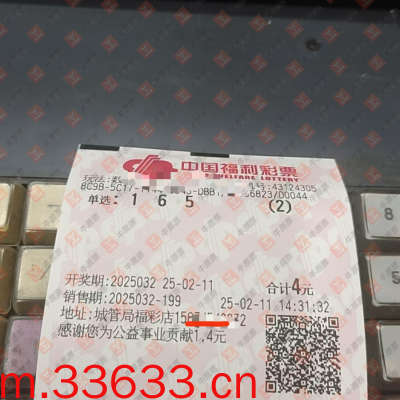 中国福利彩票
CHINA WELFARE LOTTERY
单选: 1 6 5 (2)
开奖期:2025032 25-02-11 合计4元
销售期:2025032-199 25-02-11 14:31:32
地址:城管局福彩店
感谢您为公益事业贡献1.4元
8
m.33633.cn